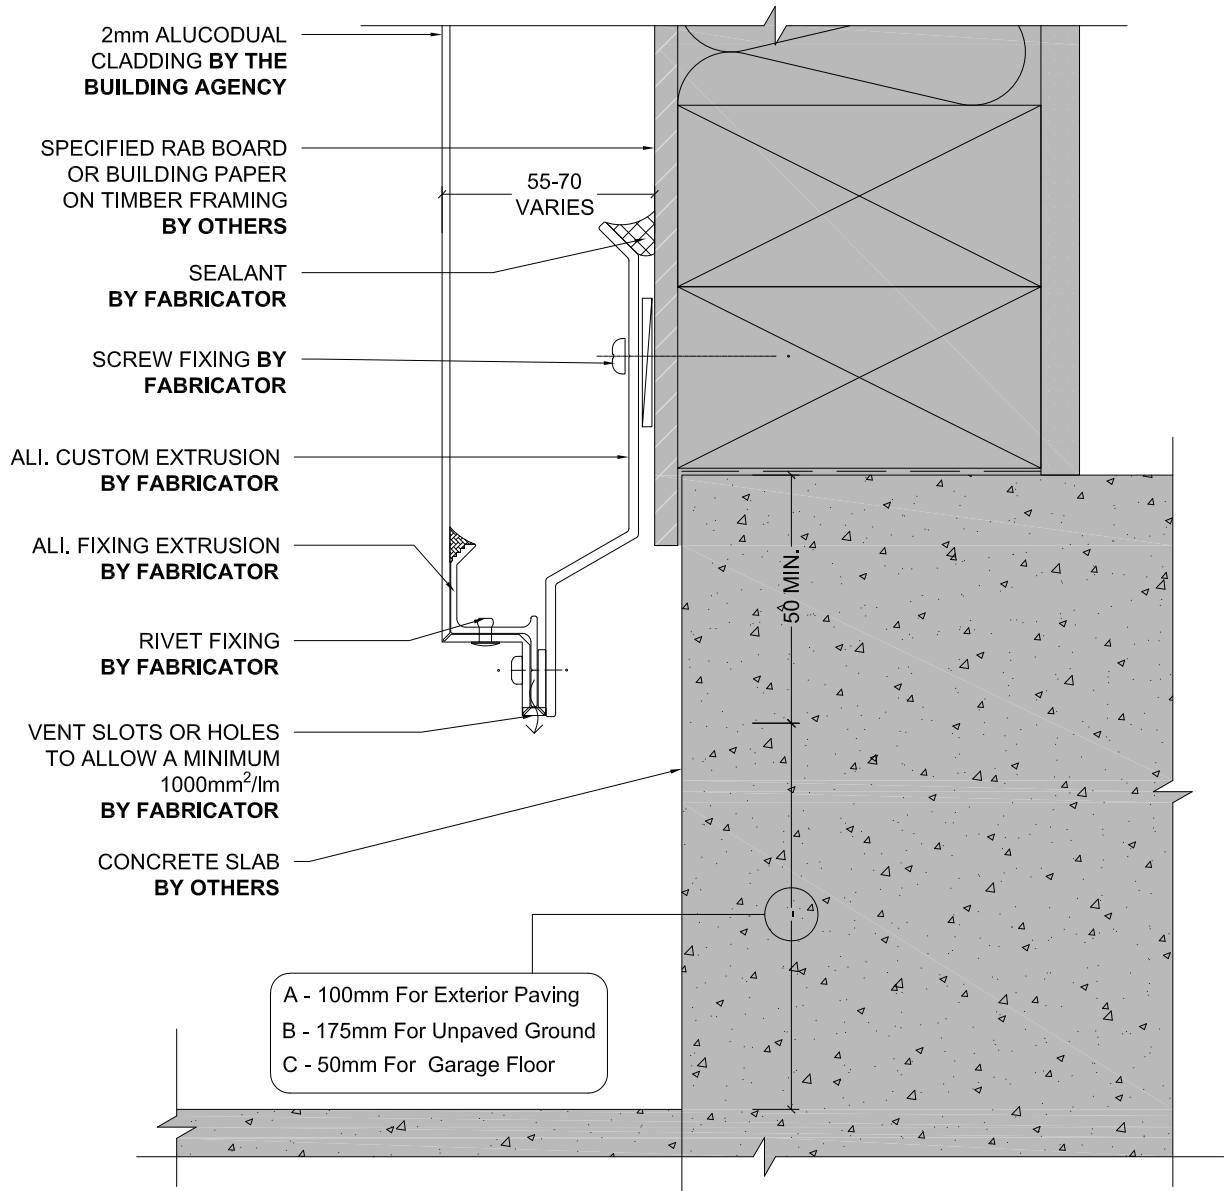 2mm ALUCODUAL
CLADDING BY THE
BUILDING AGENCY
SPECIFIED RAB BOARD
OR BUILDING PAPER
ON TIMBER FRAMING
BY OTHERS
55-70
VARIES
SEALANT
BY FABRICATOR
SCREW FIXING BY
FABRICATOR
ALI. CUSTOM EXTRUSION
BY FABRICATOR
ALI. FIXING EXTRUSION
BY FABRICATOR
50 MIN.
RIVET FIXING
BY FABRICATOR
VENT SLOTS OR HOLES
TO ALLOW A MINIMUM
1000mm²/lm
BY FABRICATOR
CONCRETE SLAB
BY OTHERS
A - 100mm For Exterior Paving
B - 175mm For Unpaved Ground
C - 50mm For Garage Floor